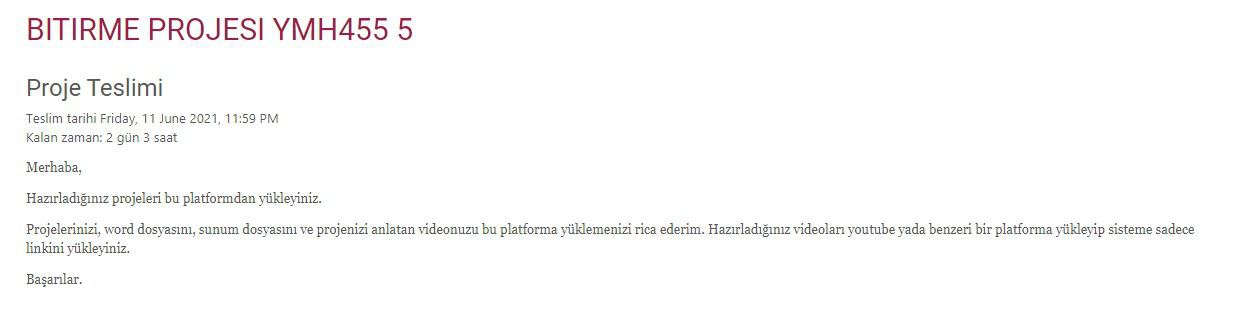 BITIRME PROJESI YMH455 5
Proje Teslimi
Teslim tarihi Friday, 11 June 2021, 11:59 PM
Kalan zaman: 2 gün 3 saat
Merhaba,
Hazırladığınız projeleri bu platformdan yükleyiniz.
Projelerinizi, word dosyasını, sunum dosyasını ve projenizi anlatan videonuzu bu platforma yüklemenizi rica ederim. Hazırladığınız videoları youtube yada benzeri bir platforma yükleyip sisteme sadece
linkini yükleyiniz.
Başarılar.